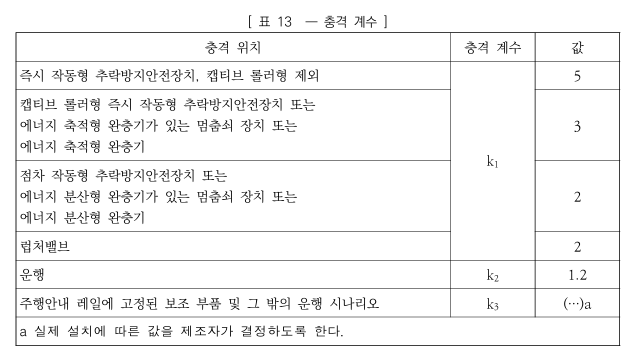 [ 표 13 — 충격 계수 ]
충격 위치 충격 계수 값
즉시 작동형 추락방지안전장치, 캡티브 롤러형 제외 5
캡티브 롤러형 즉시 작동형 추락방지안전장치 또는
에너지 축적형 완충기가 있는 멈춤쇠 장치 또는 3
에너지 축적형 완충기
k₁
점차 작동형 추락방지안전장치 또는
에너지 분산형 완충기가 있는 멈춤쇠 장치 또는 2
에너지 분산형 완충기
럽처밸브 2
운행 k₂ 1.2
주행안내 레일에 고정된 보조 부품 및 그 밖의 운행 시나리오 k₃ (…)a
a 실제 설치에 따른 값을 제조자가 결정하도록 한다.